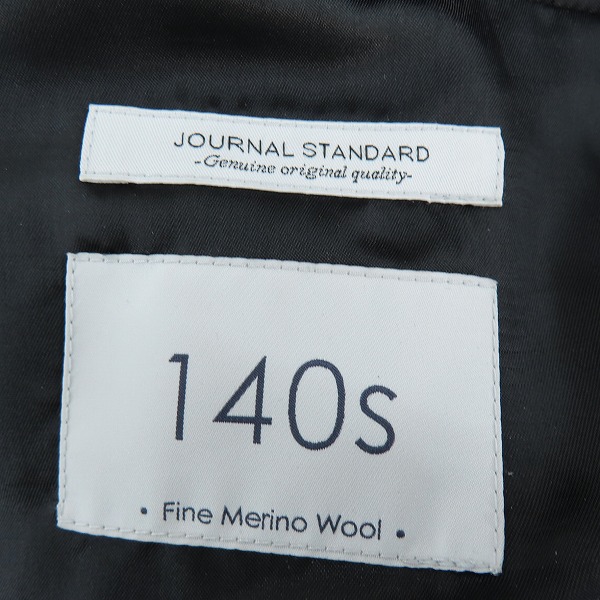 JOURNAL STANDARD
-Genuine original quality-
140s
· Fine Merino Wool ·